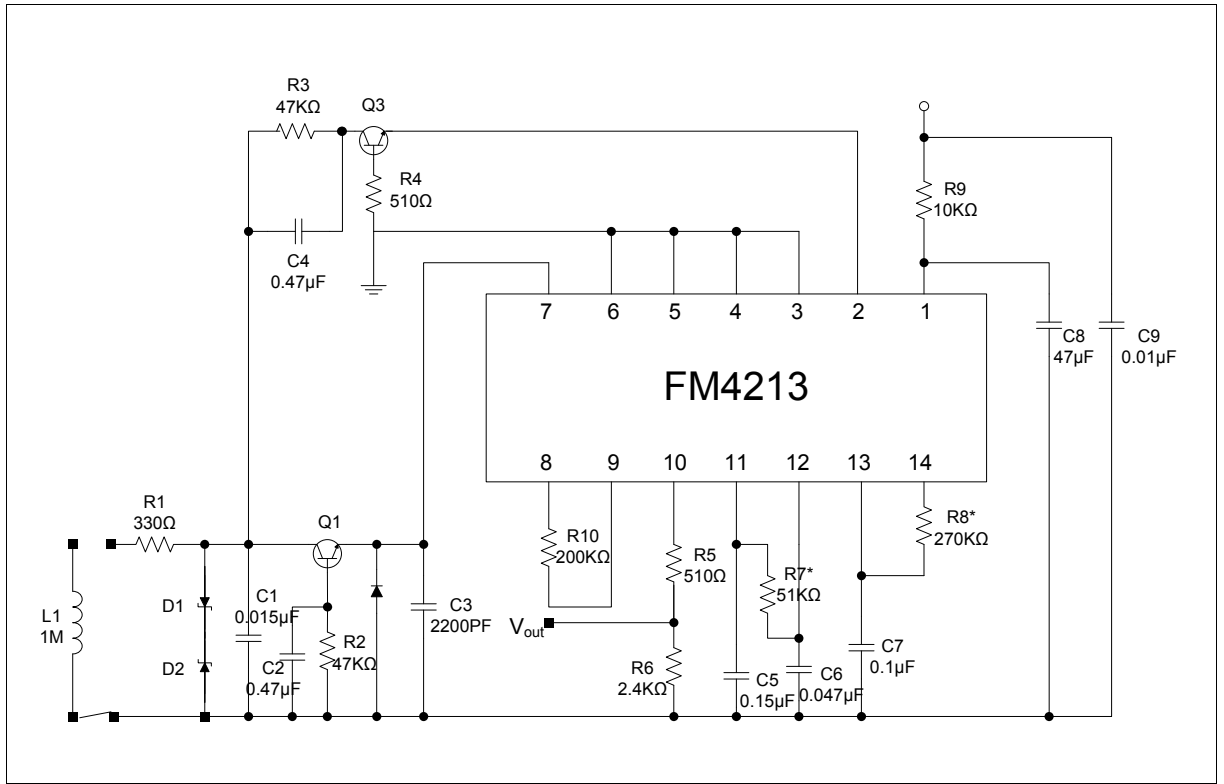 R3
47KΩ
Q3
R4
510Ω
C4
0.47µF
R9
10KΩ
7 6 5 4 3 2 1
C8
47µF
C9
0.01µF
FM4213
8 9 10 11 12 13 14
R1
330Ω
Q1
R10
200KΩ
R5
510Ω
R7*
51KΩ
R8*
270KΩ
L1
1M
D1
D2
C1
0.015µF
C2
0.47µF
R2
47KΩ
C3
2200PF
Vout
R6
2.4KΩ
C5
0.15µF
C6
0.047µF
C7
0.1µF